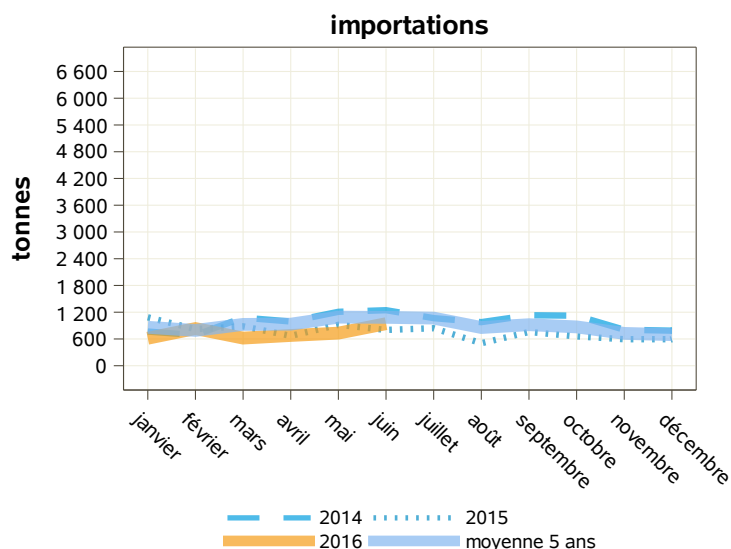 importations
tonnes
6 600
6 000
5 400
4 800
4 200
3 600
3 000
2 400
1 800
1 200
600
0
janvier
février
mars
avril
mai
juin
juillet
août
septembre
octobre
novembre
décembre
2014
2015
2016
moyenne 5 ans